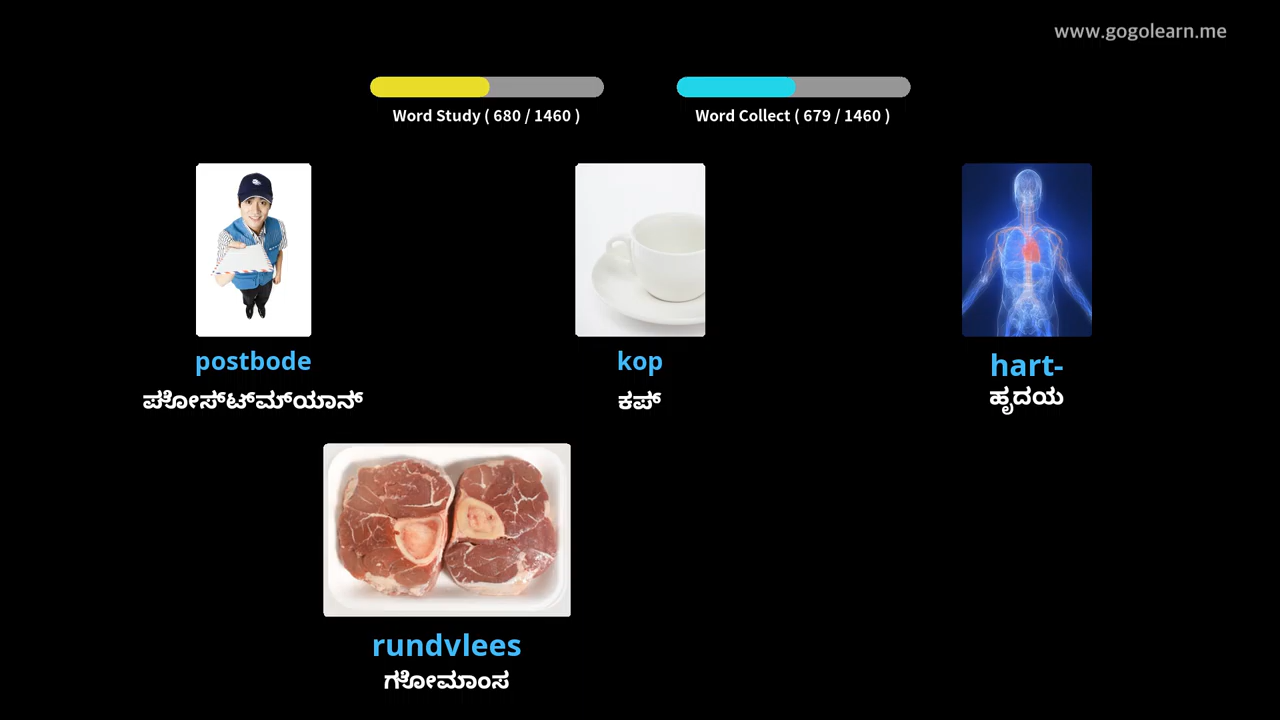 www.gogolearn.me
Word Study ( 680 / 1460 )
Word Collect ( 679 / 1460 )
postbode
kop
hart-
ಪೋಸ್ಟ್‌ಮ್ಯಾನ್
ಕಪ್
ಹೃದಯ
rundvlees
ಗೋಮಾಂಸ